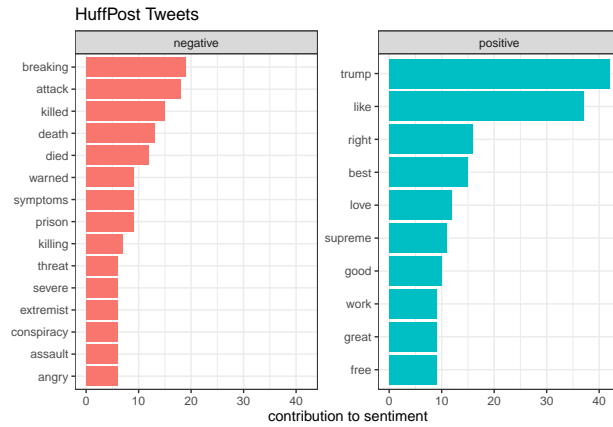 HuffPost Tweets
negative
breaking
attack
killed
death
died
warned
symptoms
prison
killing
threat
severe
extremist
conspiracy
assault
angry
0 10 20 30 40
positive
trump
like
right
best
love
supreme
good
work
great
free
0 10 20 30 40
contribution to sentiment